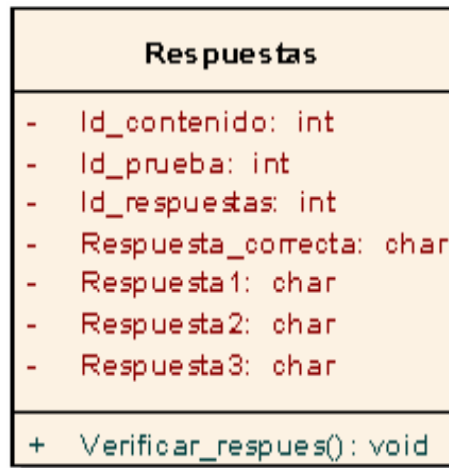 Respuestas
- Id_contenido: int
- Id_prueba: int
- Id_respuestas: int
- Respuesta_correcta: char
- Respuesta1: char
- Respuesta2: char
- Respuesta3: char
+ Verificar_respues(): void